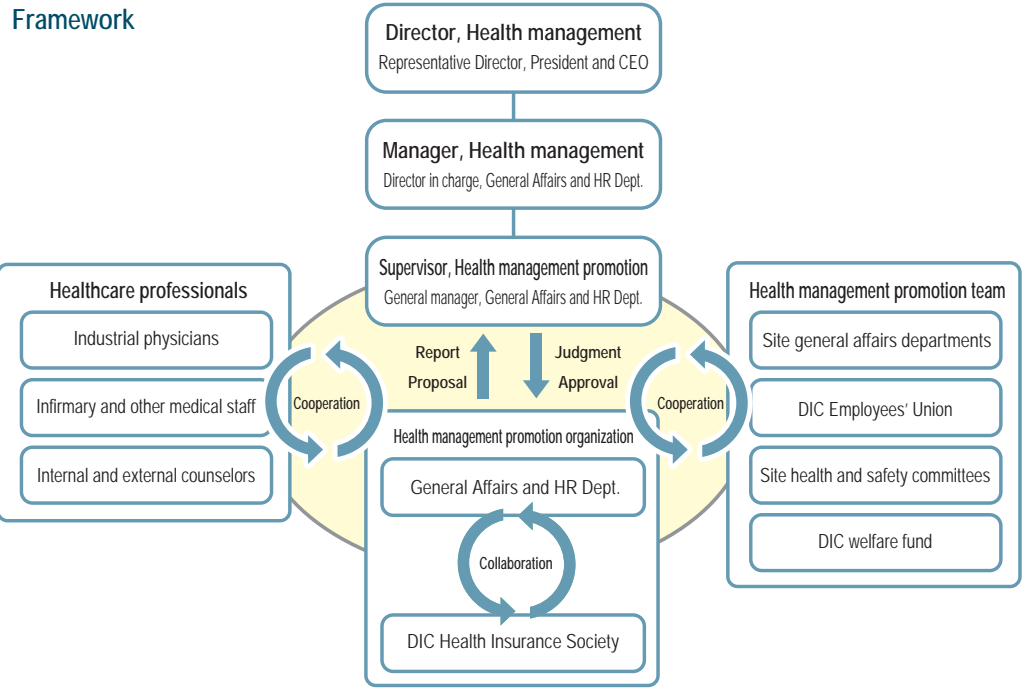 Framework
Director, Health management
Representative Director, President and CEO
Manager, Health management
Director in charge, General Affairs and HR Dept.
Supervisor, Health management promotion
General manager, General Affairs and HR Dept.
Healthcare professionals
Industrial physicians
Infirmary and other medical staff
Internal and external counselors
Cooperation
Report
Proposal
Judgment
Approval
Cooperation
Health management promotion organization
General Affairs and HR Dept.
Collaboration
DIC Health Insurance Society
Health management promotion team
Site general affairs departments
DIC Employees' Union
Site health and safety committees
DIC welfare fund